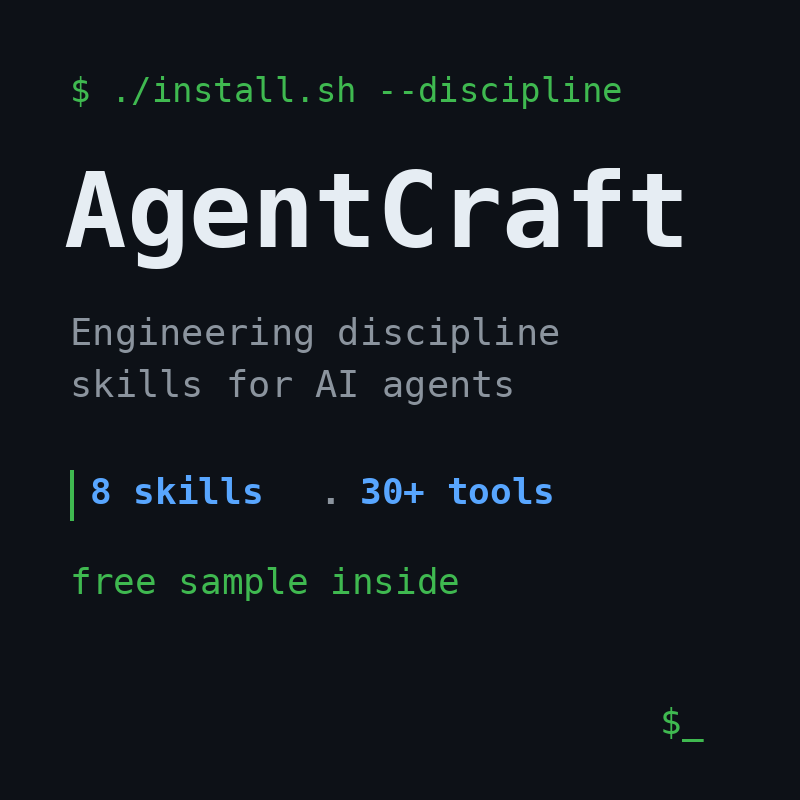 $ ./install.sh --discipline
AgentCraft
Engineering discipline
skills for AI agents
8 skills . 30+ tools
free sample inside
$_